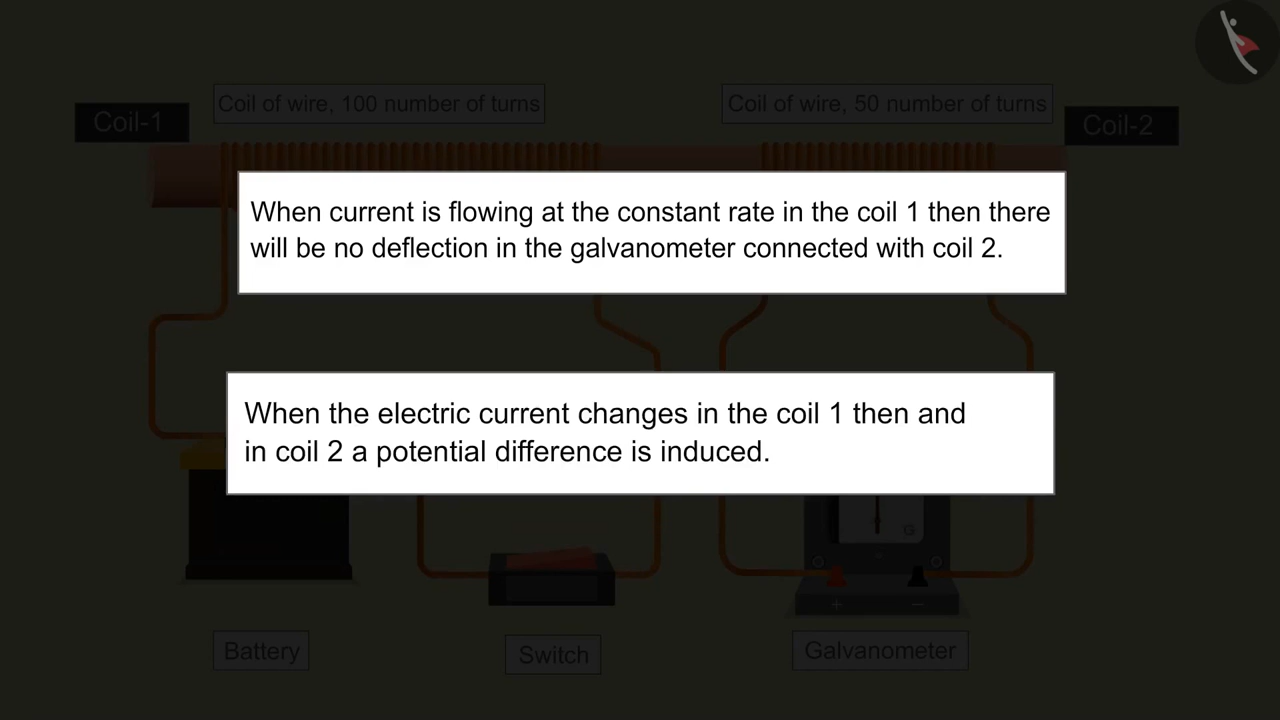 Coil of wire, 100 number of turns
Coil of wire, 50 number of turns
Coil-1
Coil-2
When current is flowing at the constant rate in the coil 1 then there
will be no deflection in the galvanometer connected with coil 2.
When the electric current changes in the coil 1 then and
in coil 2 a potential difference is induced.
G
+ −
Battery
Switch
Galvanometer